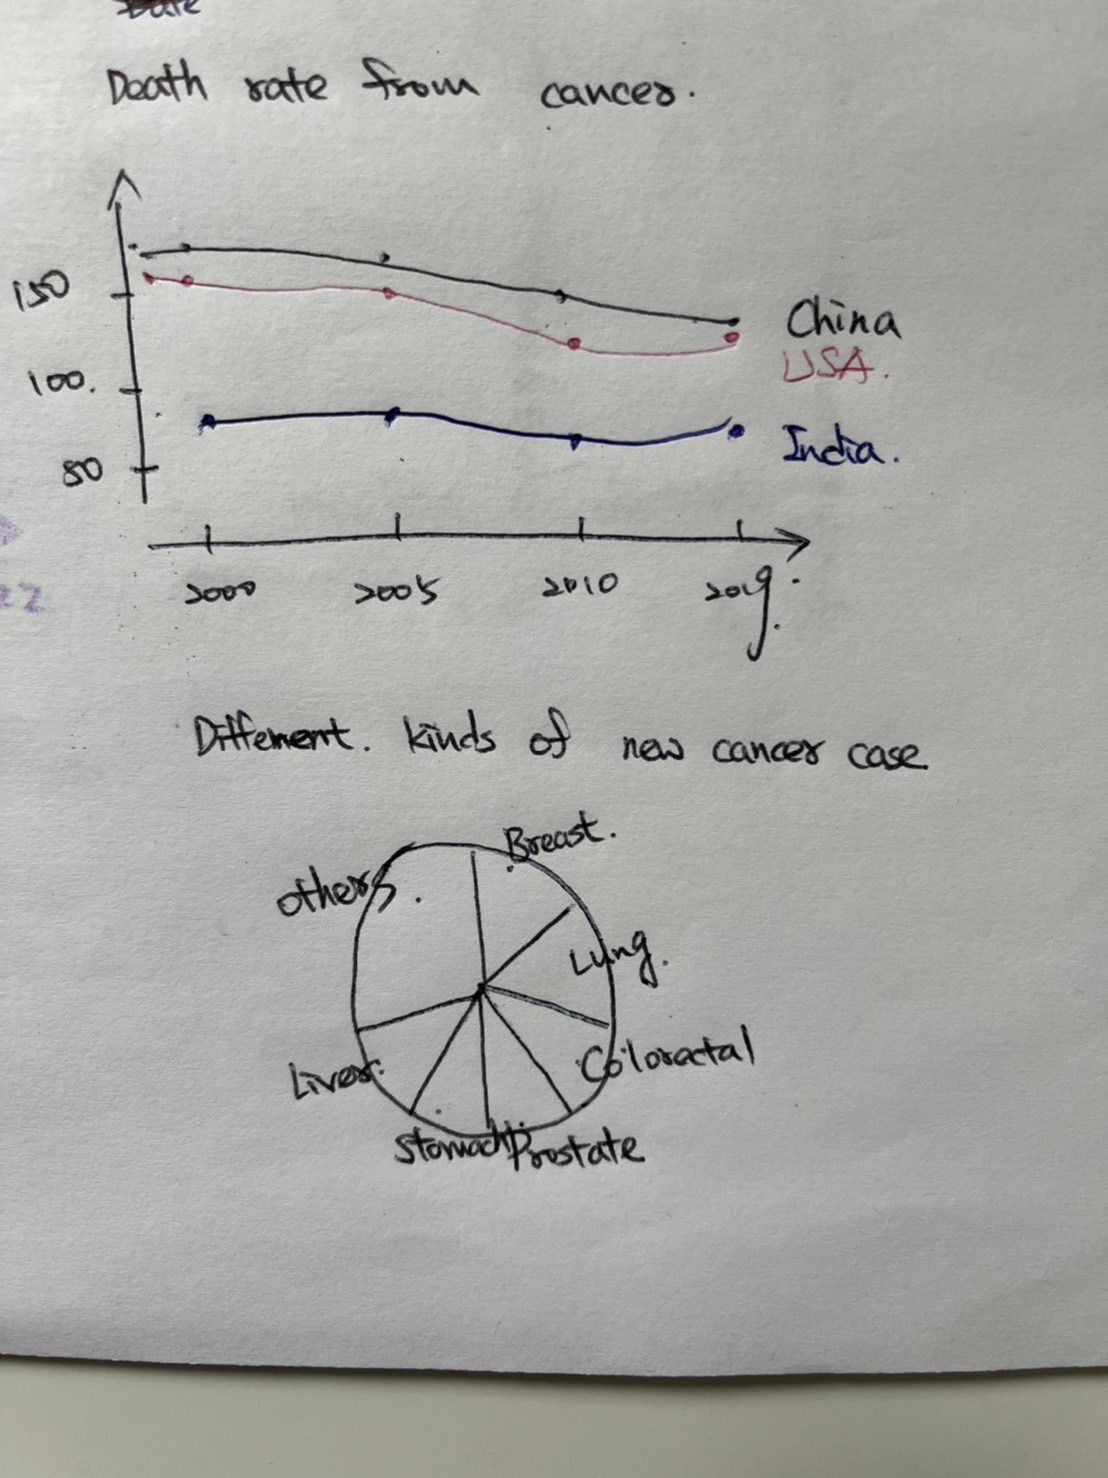 Death rate from cancer.
150
China
USA.
100.
India.
80
22
2000 2005 2010 2019.
Different. kinds of new cancer case
Breast.
others.
Lung.
Colorectal
Liver.
Stomach Prostate